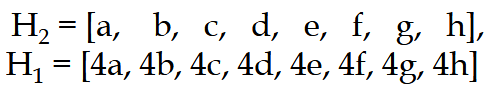 H₂ = [a, b, c, d, e, f, g, h],
H₁ = [4a, 4b, 4c, 4d, 4e, 4f, 4g, 4h]